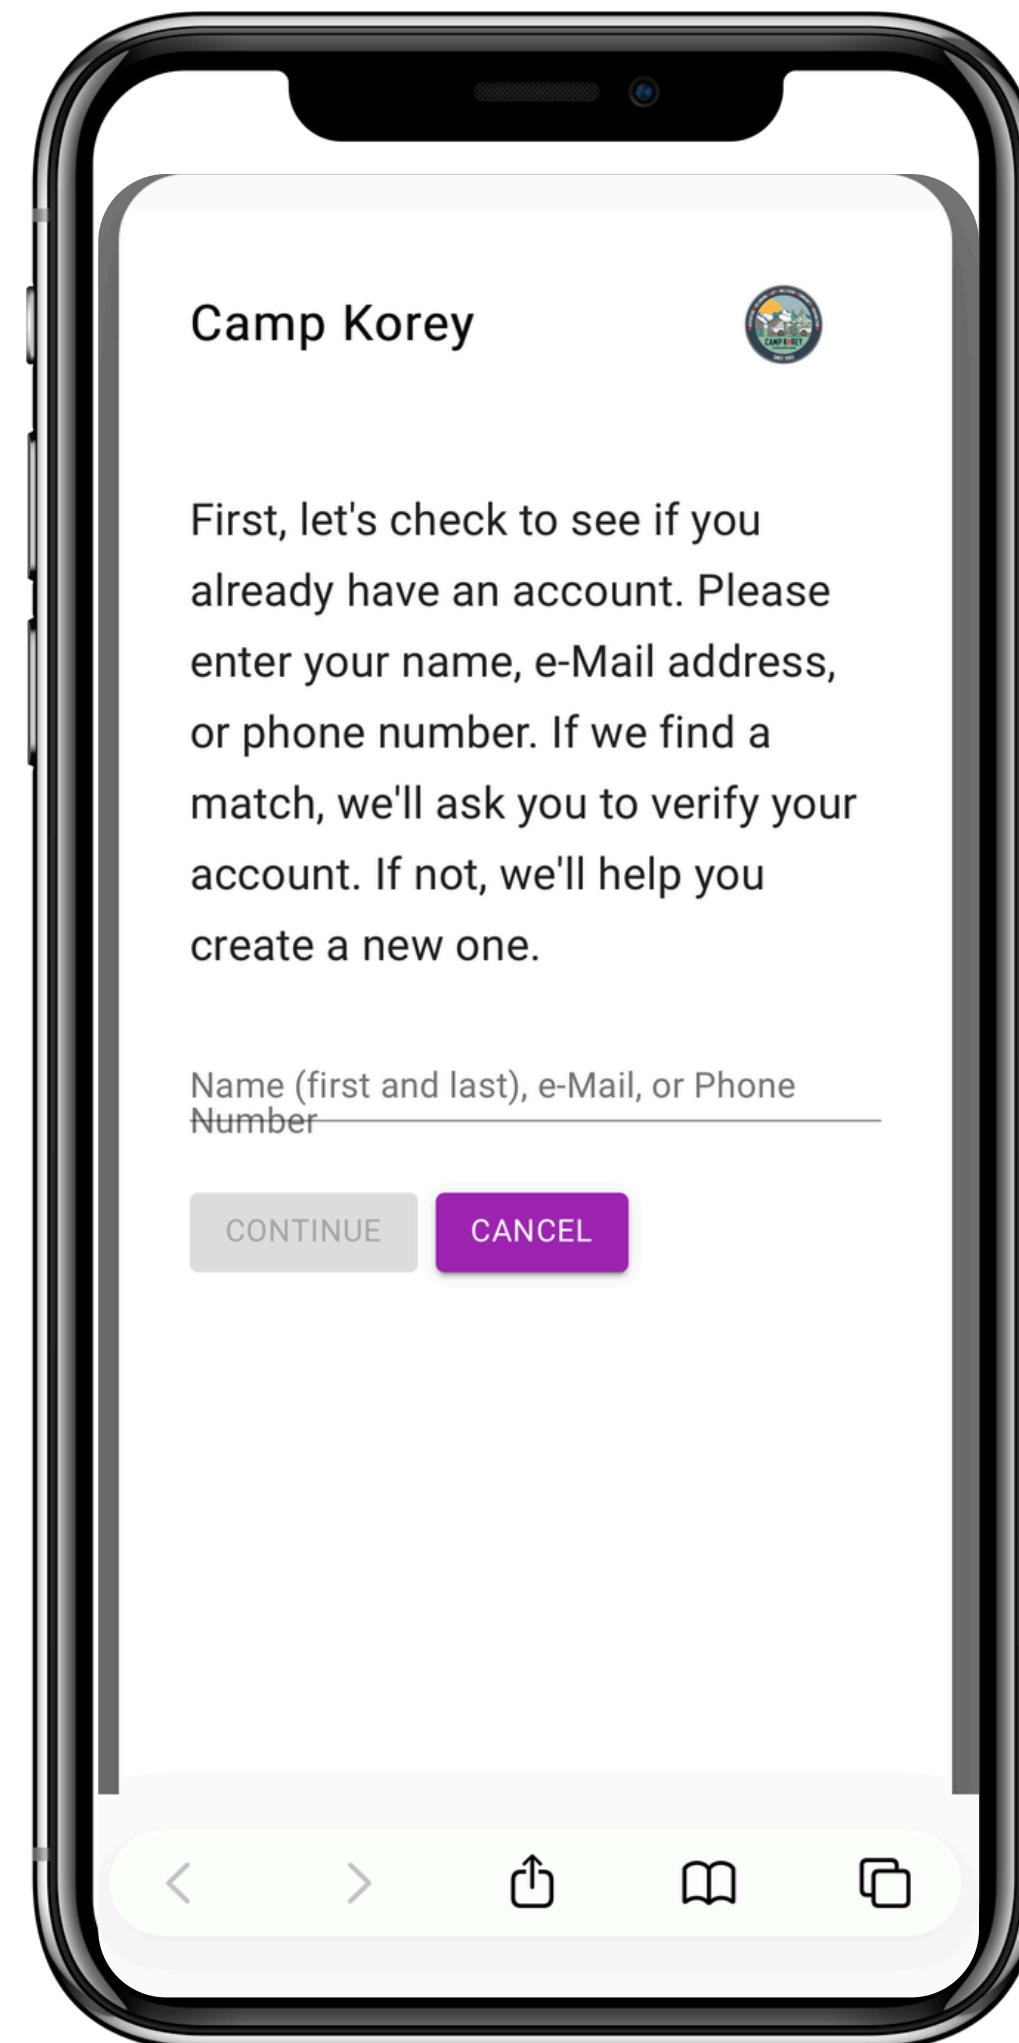 Camp Korey
CAMP KOREY
First, let's check to see if you
already have an account. Please
enter your name, e-Mail address,
or phone number. If we find a
match, we'll ask you to verify your
account. If not, we'll help you
create a new one.
Name (first and last), e-Mail, or Phone
Number
CONTINUE CANCEL